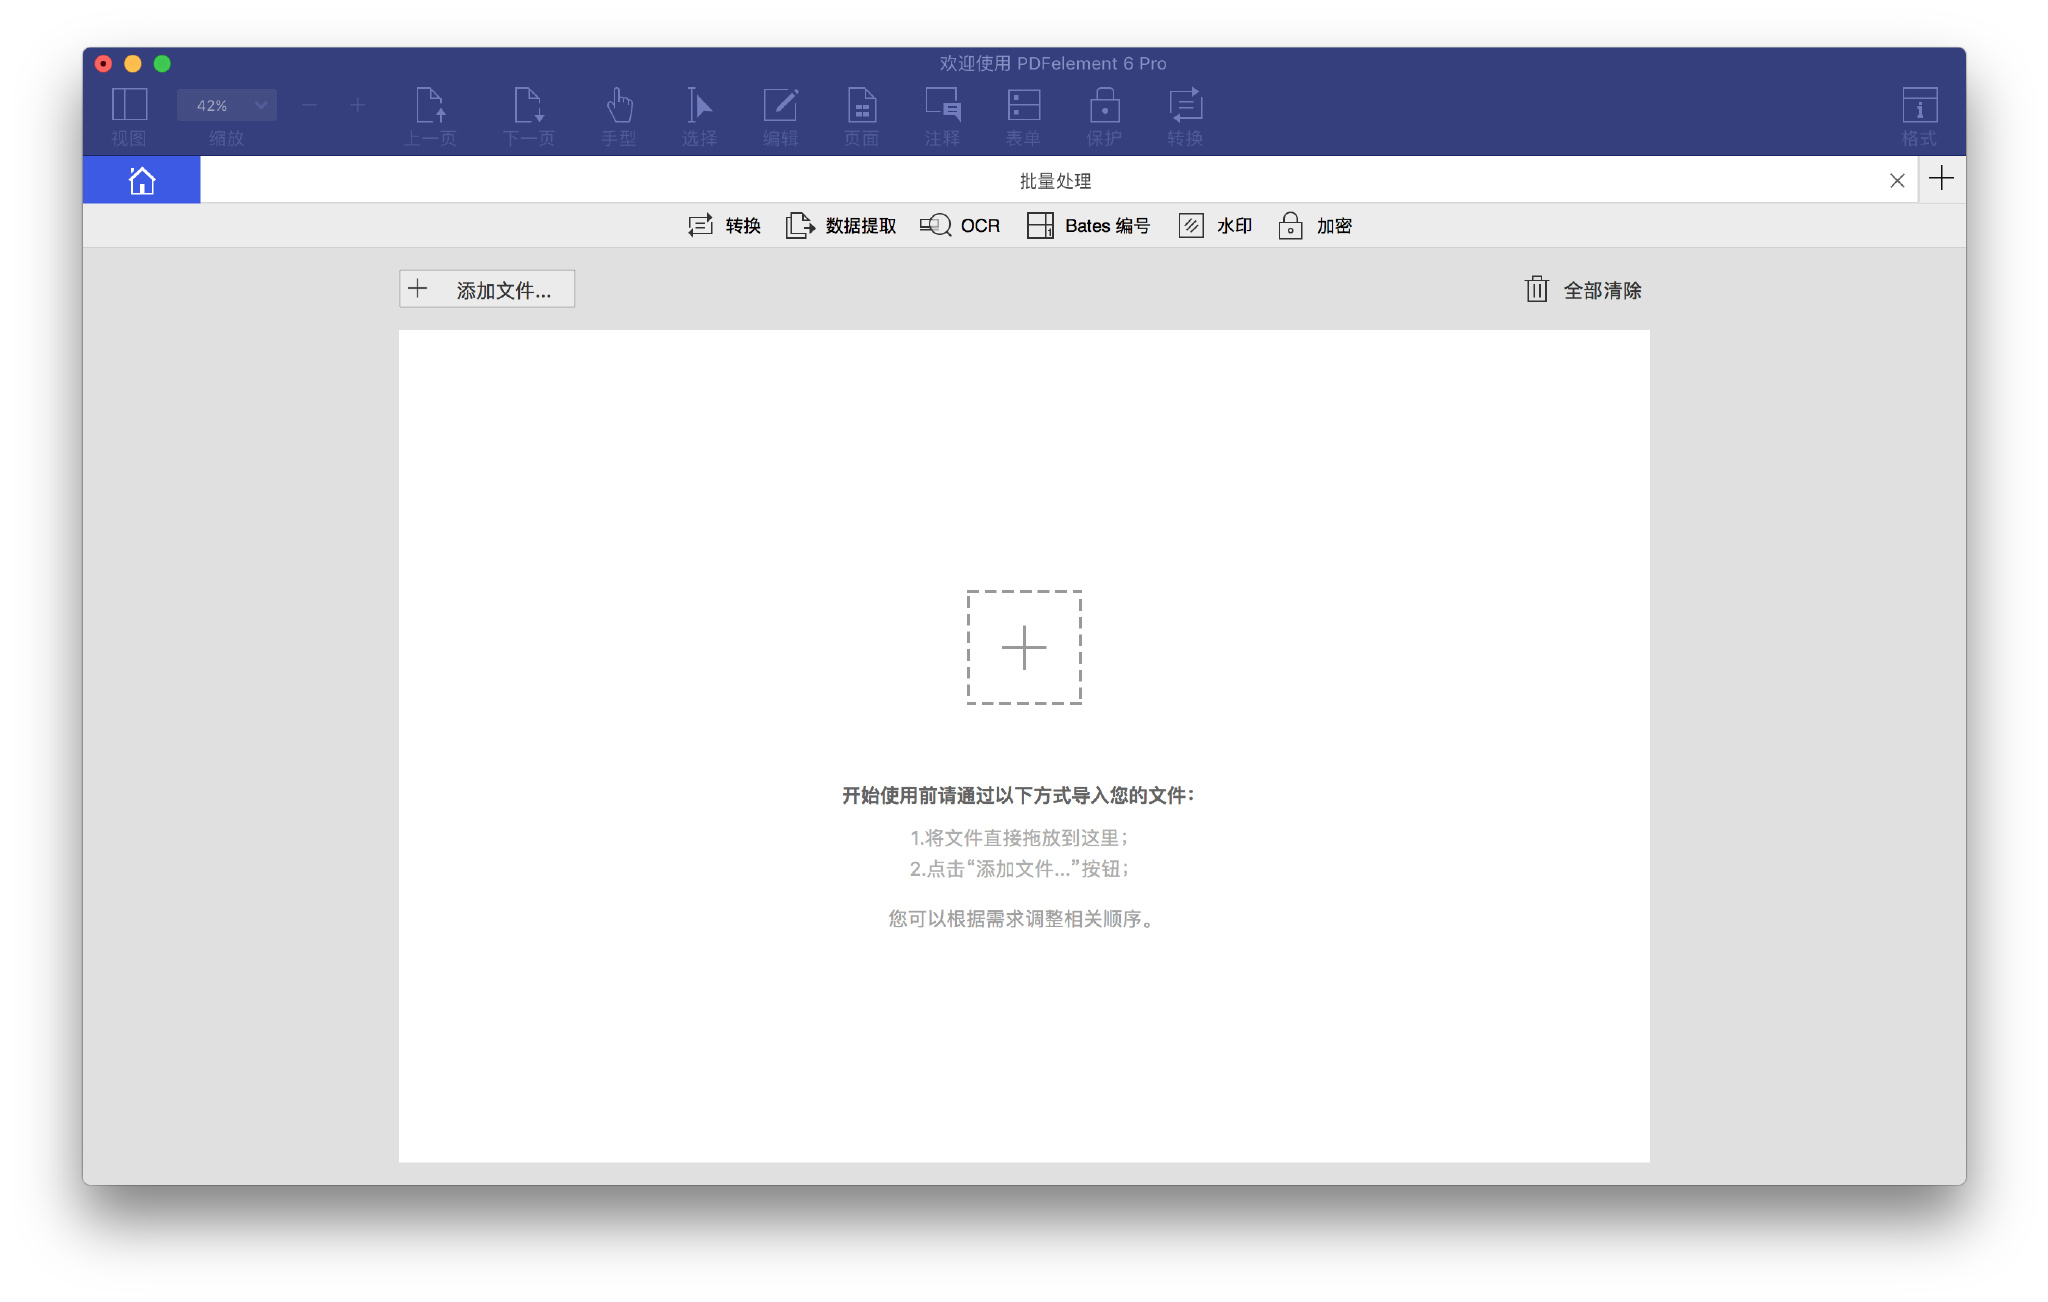 欢迎使用 PDFelement 6 Pro
42%
视图
缩放
上一页
下一页
手型
选择
编辑
页面
注释
表单
保护
转换
格式
批量处理
转换
数据提取
OCR
Bates 编号
水印
加密
添加文件...
全部清除
开始使用前请通过以下方式导入您的文件：
1.将文件直接拖放到这里；
2.点击“添加文件...”按钮；
您可以根据需求调整相关顺序。